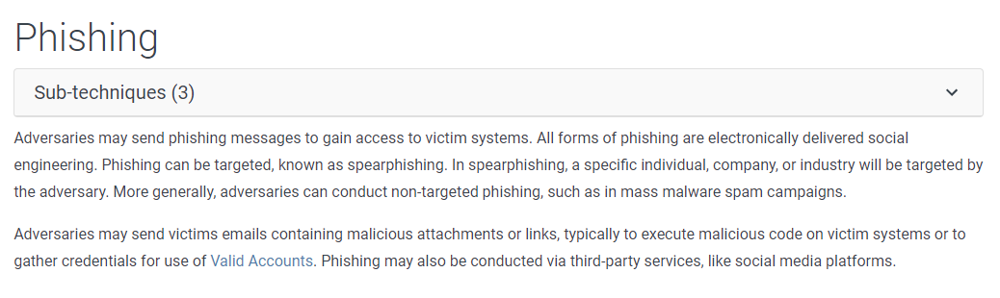 Phishing
Sub-techniques (3)
Adversaries may send phishing messages to gain access to victim systems. All forms of phishing are electronically delivered social
engineering. Phishing can be targeted, known as spearphishing. In spearphishing, a specific individual, company, or industry will be targeted by
the adversary. More generally, adversaries can conduct non-targeted phishing, such as in mass malware spam campaigns.
Adversaries may send victims emails containing malicious attachments or links, typically to execute malicious code on victim systems or to
gather credentials for use of Valid Accounts. Phishing may also be conducted via third-party services, like social media platforms.